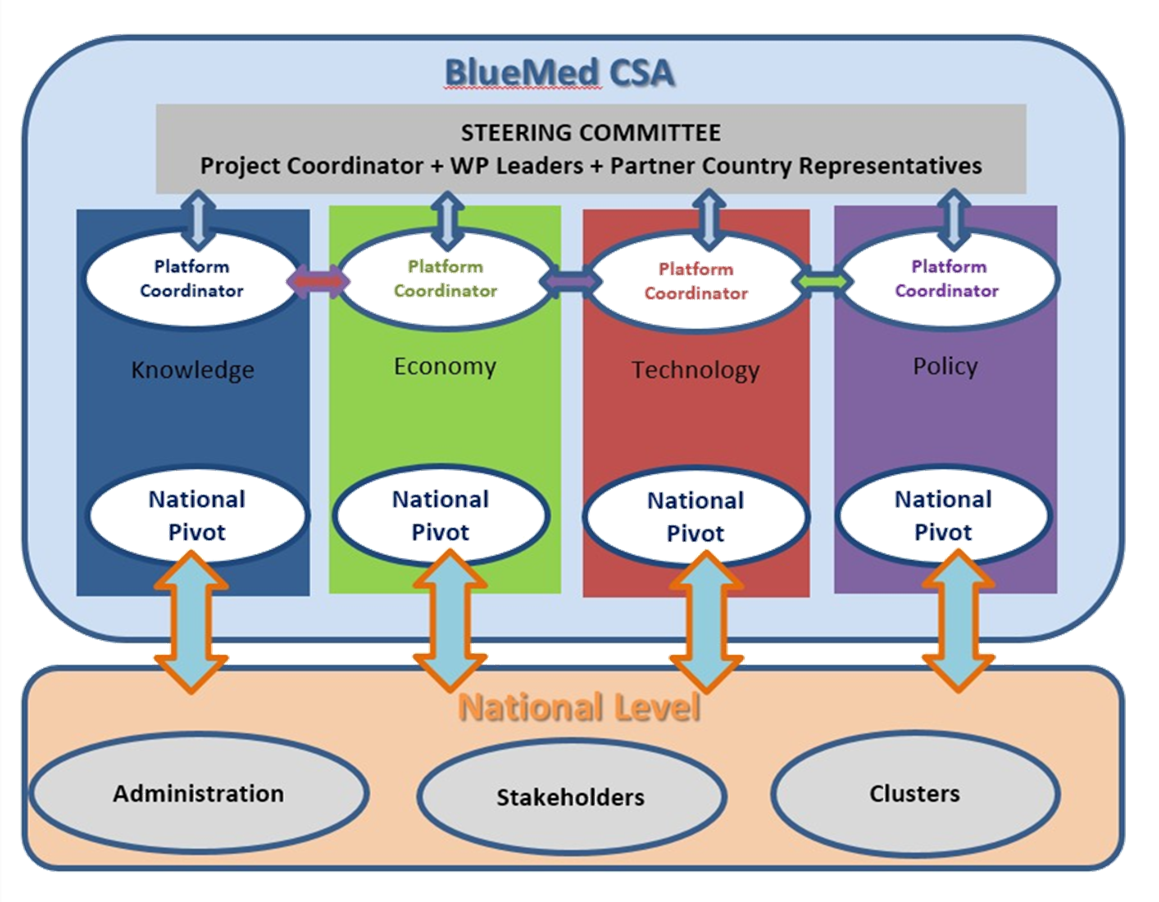 BlueMed CSA
STEERING COMMITTEE
Project Coordinator + WP Leaders + Partner Country Representatives
Platform
Coordinator
Platform
Coordinator
Platform
Coordinator
Platform
Coordinator
Knowledge
Economy
Technology
Policy
National
Pivot
National
Pivot
National
Pivot
National
Pivot
National Level
Administration
Stakeholders
Clusters